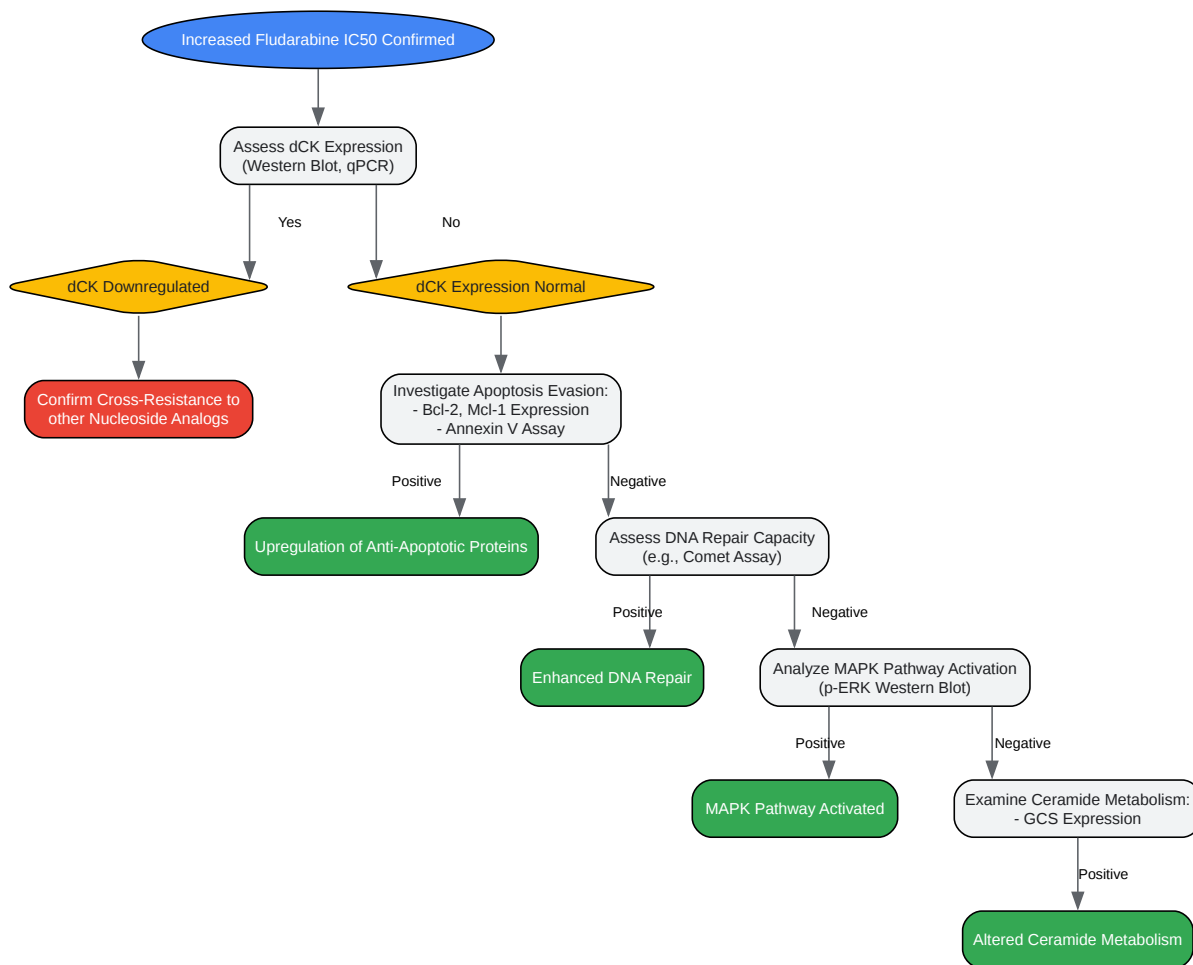 Increased Fludarabine IC50 Confirmed
Assess dCK Expression
(Western Blot, qPCR)
Yes
No
dCK Downregulated
dCK Expression Normal
Confirm Cross-Resistance to
other Nucleoside Analogs
Investigate Apoptosis Evasion:
- Bcl-2, Mcl-1 Expression
- Annexin V Assay
Positive
Negative
Upregulation of Anti-Apoptotic Proteins
Assess DNA Repair Capacity
(e.g., Comet Assay)
Positive
Negative
Enhanced DNA Repair
Analyze MAPK Pathway Activation
(p-ERK Western Blot)
Positive
Negative
MAPK Pathway Activated
Examine Ceramide Metabolism:
- GCS Expression
Positive
Altered Ceramide Metabolism